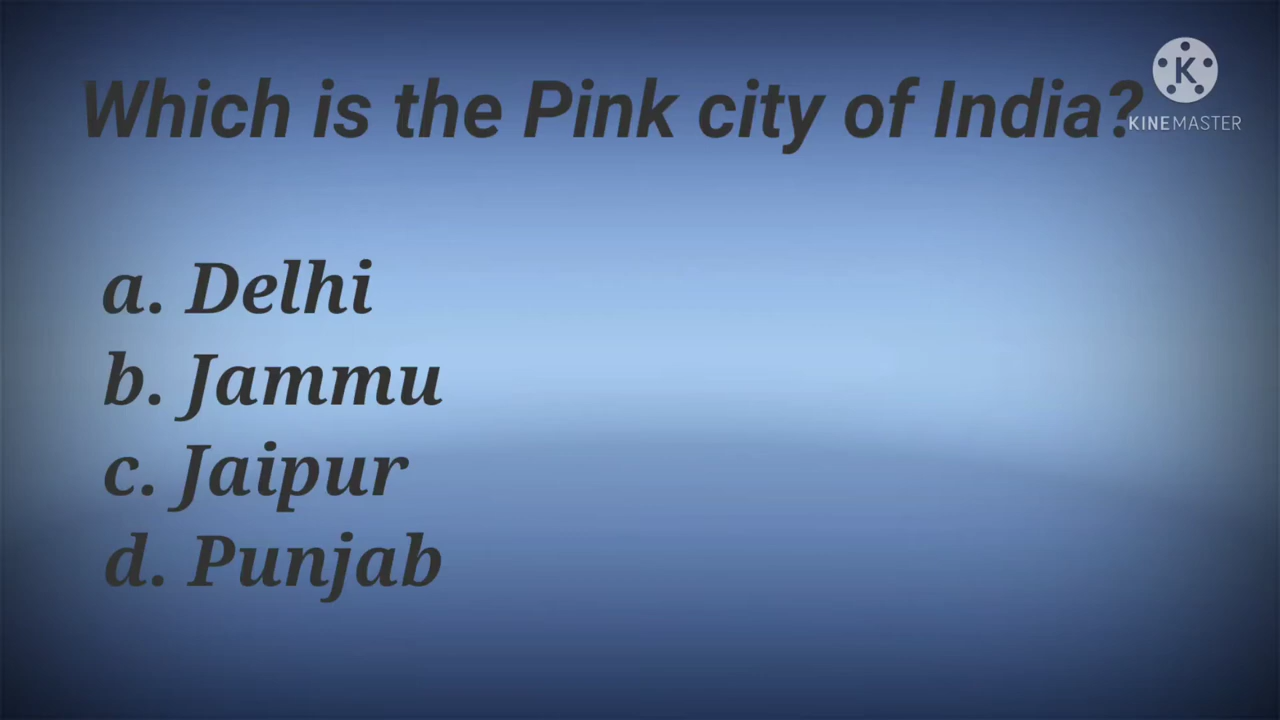 Which is the Pink city of India?
K
KINEMASTER
a. Delhi
b. Jammu
c. Jaipur
d. Punjab